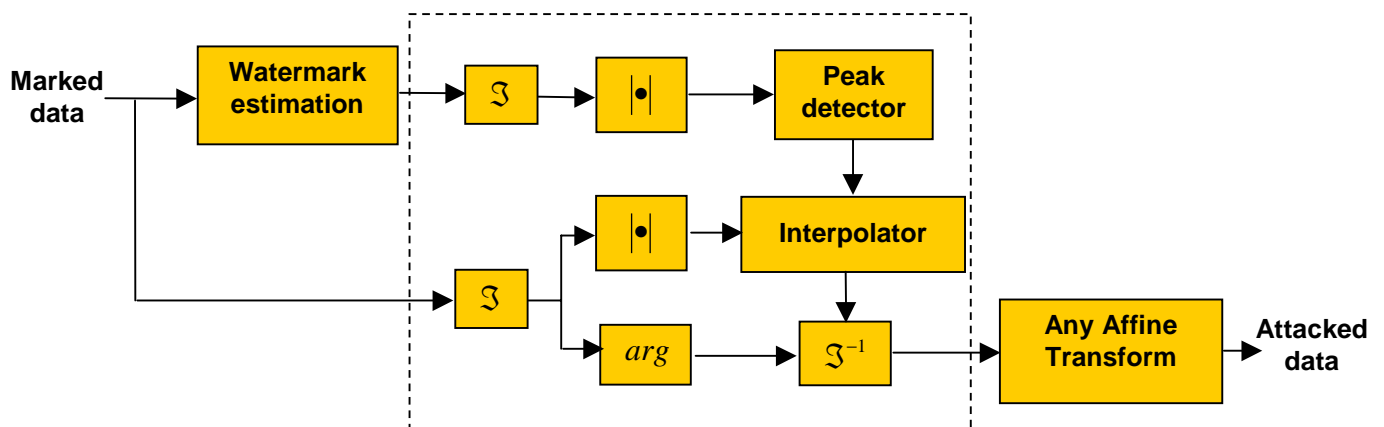 Marked
data
Watermark
estimation
ℑ
|•|
Peak
detector
|•|
Interpolator
ℑ
arg
ℑ⁻¹
Any Affine
Transform
Attacked
data